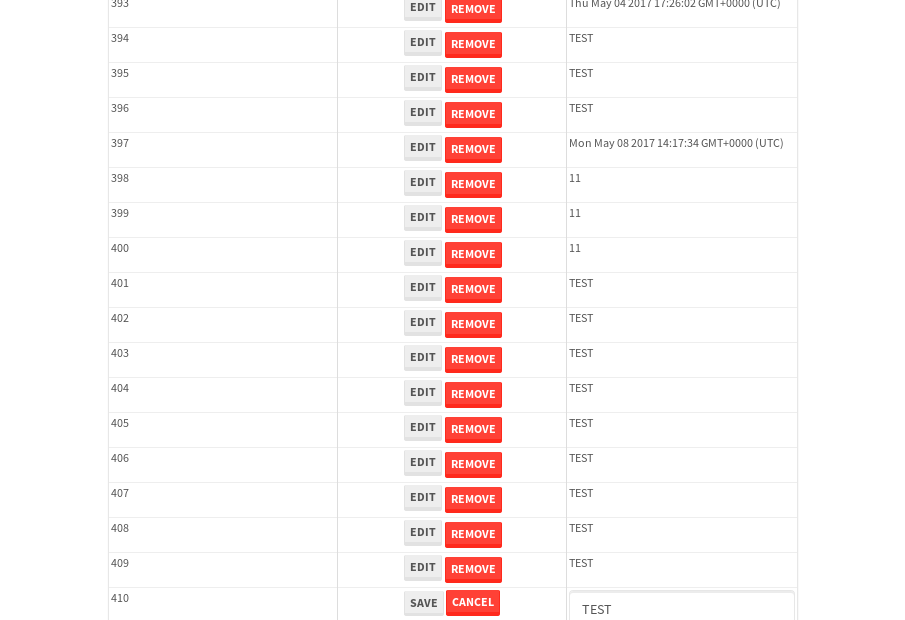 393 EDIT REMOVE Thu May 04 2017 17:26:02 GMT+0000 (UTC)
394 EDIT REMOVE TEST
395 EDIT REMOVE TEST
396 EDIT REMOVE TEST
397 EDIT REMOVE Mon May 08 2017 14:17:34 GMT+0000 (UTC)
398 EDIT REMOVE 11
399 EDIT REMOVE 11
400 EDIT REMOVE 11
401 EDIT REMOVE TEST
402 EDIT REMOVE TEST
403 EDIT REMOVE TEST
404 EDIT REMOVE TEST
405 EDIT REMOVE TEST
406 EDIT REMOVE TEST
407 EDIT REMOVE TEST
408 EDIT REMOVE TEST
409 EDIT REMOVE TEST
410 SAVE CANCEL TEST